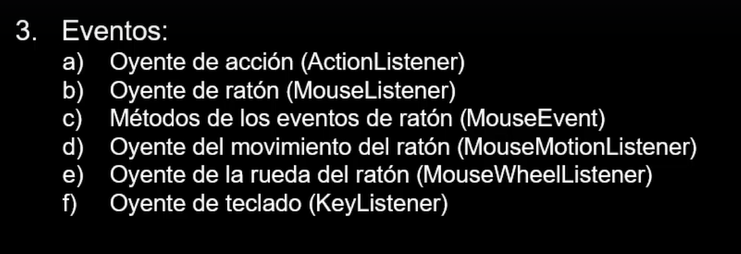 3. Eventos:
a) Oyente de acción (ActionListener)
b) Oyente de ratón (MouseListener)
c) Métodos de los eventos de ratón (MouseEvent)
d) Oyente del movimiento del ratón (MouseMotionListener)
e) Oyente de la rueda del ratón (MouseWheelListener)
f) Oyente de teclado (KeyListener)